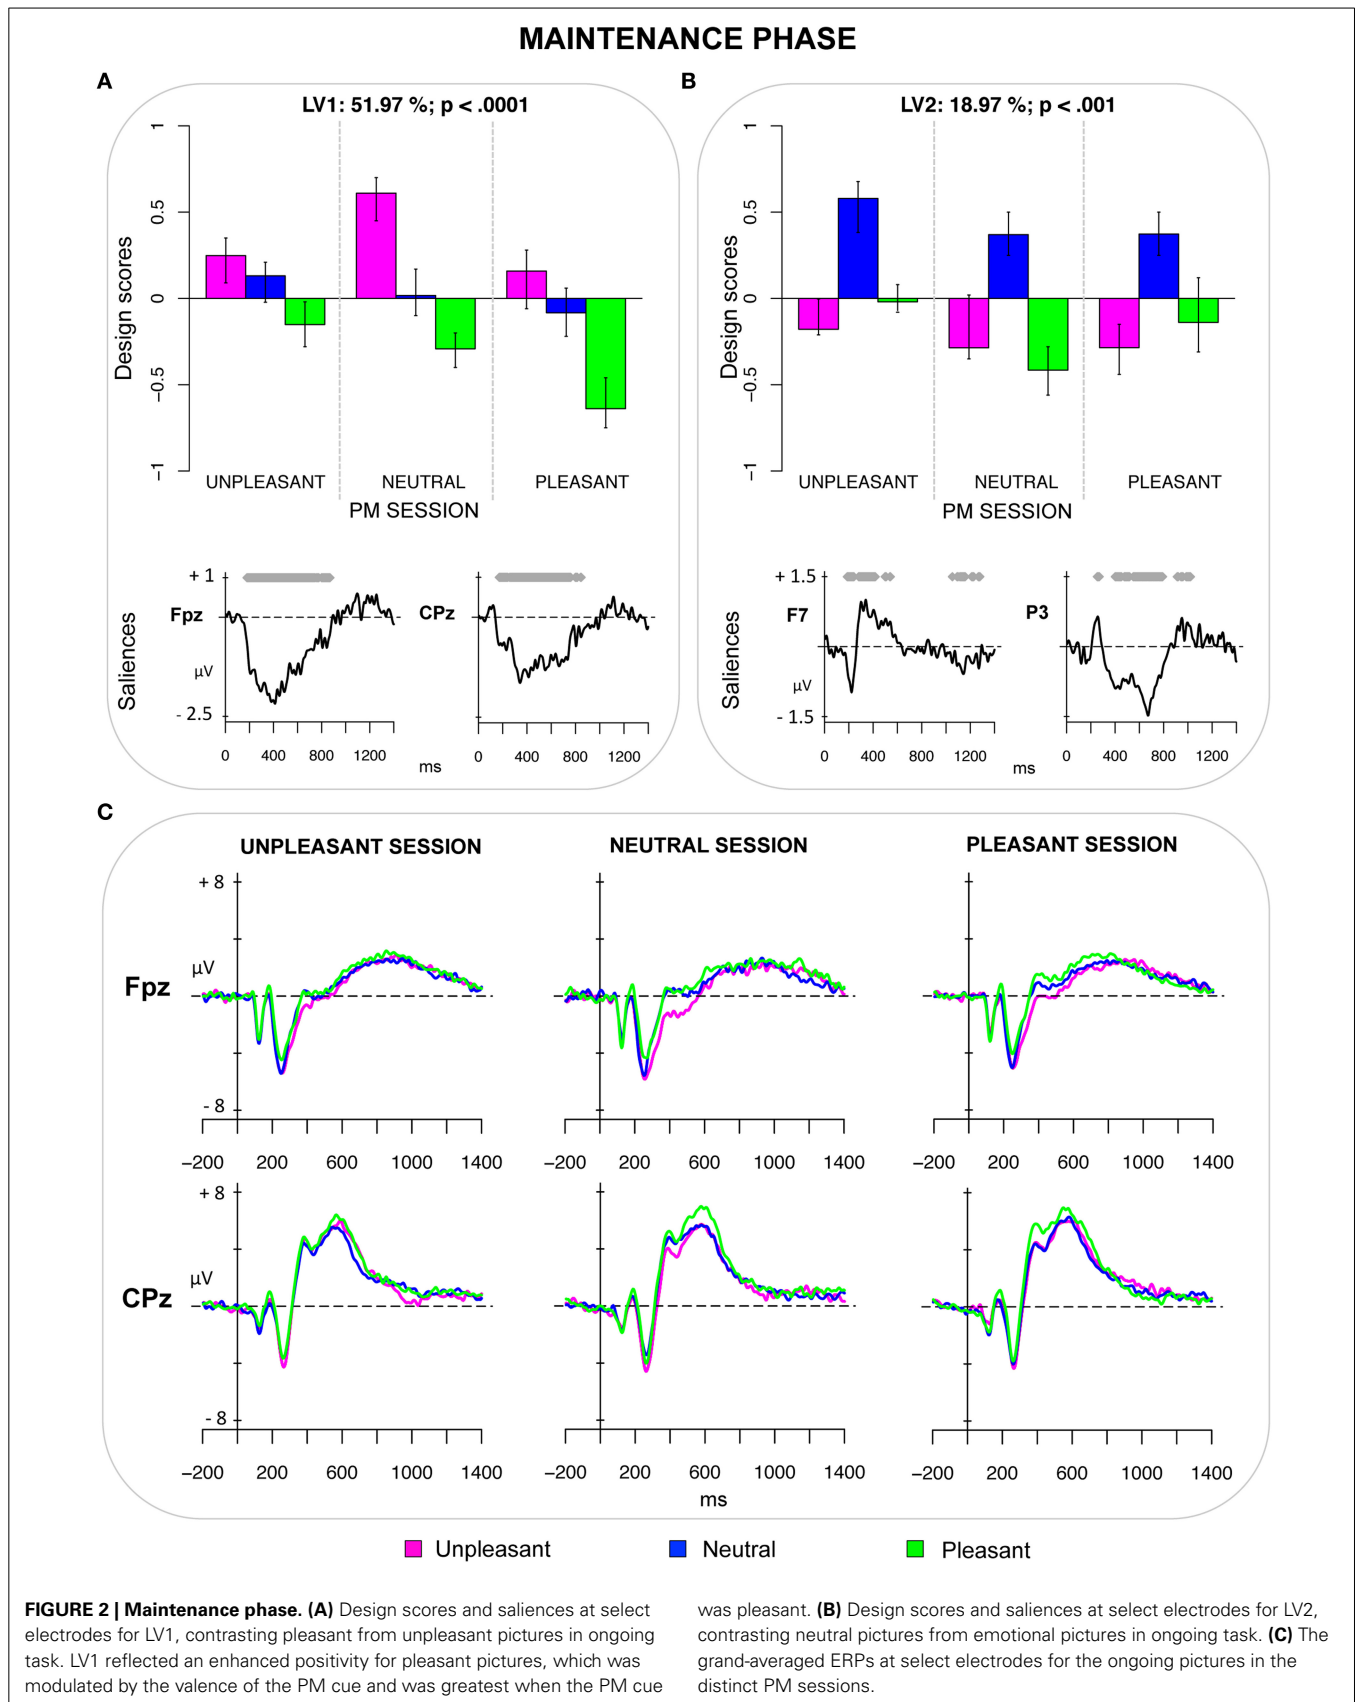 MAINTENANCE PHASE
A
LV1: 51.97 %; p < .0001
Design scores
1
0.5
0
−0.5
−1
UNPLEASANT NEUTRAL PLEASANT
PM SESSION
Saliences
+ 1
Fpz
µV
- 2.5
0 400 800 1200
ms
CPz
0 400 800 1200
B
LV2: 18.97 %; p < .001
Design scores
1
0.5
0
−0.5
−1
UNPLEASANT NEUTRAL PLEASANT
PM SESSION
Saliences
+ 1.5
F7
µV
- 1.5
0 400 800 1200
ms
P3
0 400 800 1200
C
UNPLEASANT SESSION NEUTRAL SESSION PLEASANT SESSION
+ 8
µV
Fpz
- 8
−200 200 600 1000 1400 −200 200 600 1000 1400 −200 200 600 1000 1400
+ 8
µV
CPz
- 8
−200 200 600 1000 1400 −200 200 600 1000 1400 −200 200 600 1000 1400
ms
Unpleasant Neutral Pleasant
FIGURE 2 | Maintenance phase. (A) Design scores and saliences at select
electrodes for LV1, contrasting pleasant from unpleasant pictures in ongoing
task. LV1 reflected an enhanced positivity for pleasant pictures, which was
modulated by the valence of the PM cue and was greatest when the PM cue
was pleasant. (B) Design scores and saliences at select electrodes for LV2,
contrasting neutral pictures from emotional pictures in ongoing task. (C) The
grand-averaged ERPs at select electrodes for the ongoing pictures in the
distinct PM sessions.